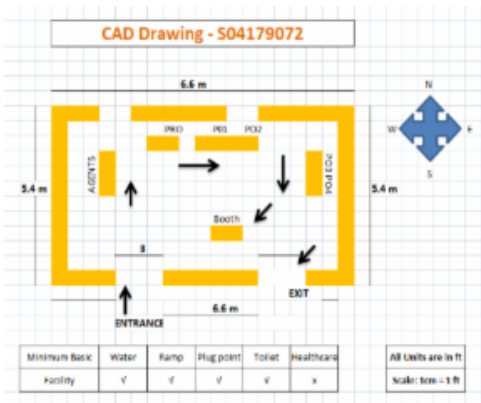 CAD Drawing - S04179072
6.6 m
N
PRO
PO1
PO2
W
E
AGENTS
PO3 PO4
S
5.4 m
5.4 m
Booth
3
EXIT
6.6 m
ENTRANCE
Minimum Basic Water Ramp Plug point Toilet Healthcare
Facility √ √ √ √ x
All Units are in ft
Scale: 1cm = 1 ft